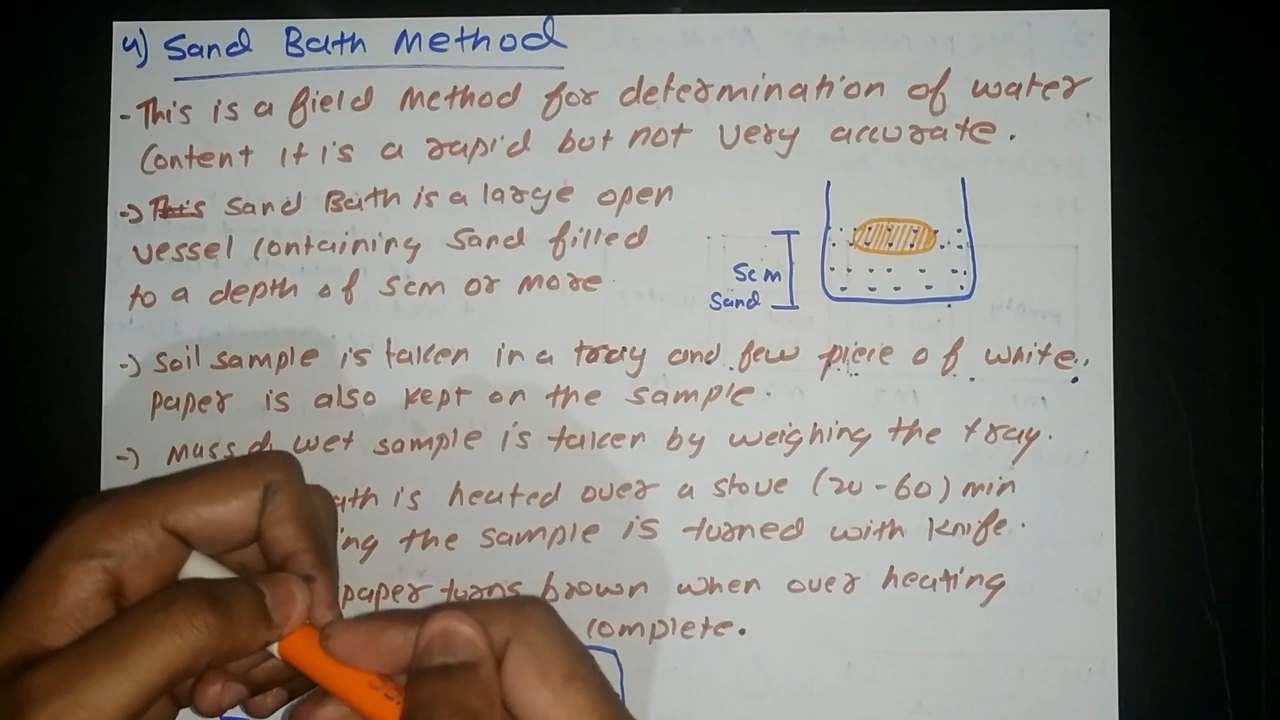 4) Sand Bath Method
- This is a field Method for determination of water
Content it is a rapid but not very accurate.
-> This Sand Bath is a large open
vessel containing Sand filled
to a depth of 5cm or more
5cm
Sand
-> Soil sample is taken in a tray and few piece of white.
paper is also kept on the sample.
-> Mass of wet sample is taken by weighing the tray.
ath is heated over a stove (20-60) min
ing the sample is turned with knife.
paper turns brown when over heating
complete.